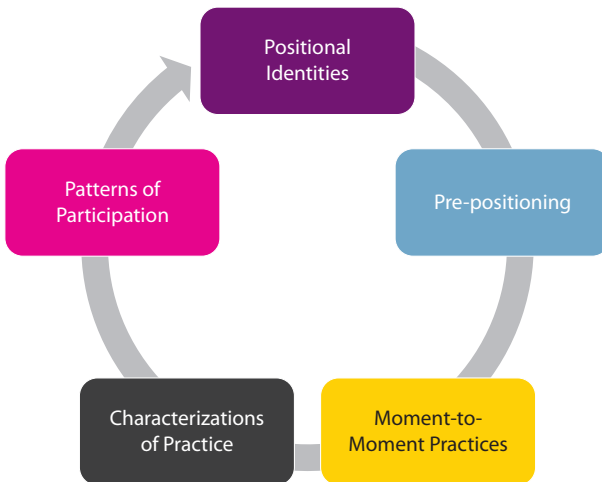 Positional
Identities
Pre-positioning
Moment-to-
Moment Practices
Characterizations
of Practice
Patterns of
Participation